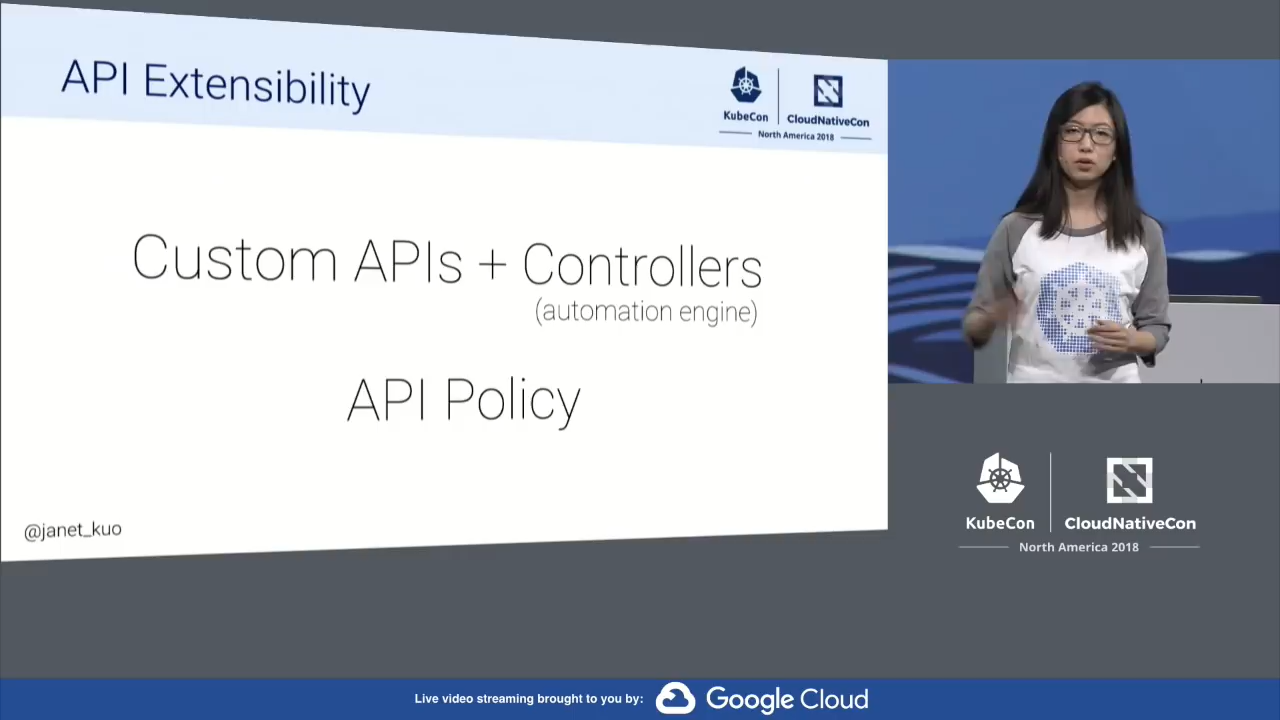 API Extensibility
KubeCon
CloudNativeCon
North America 2018
Custom APIs + Controllers
(automation engine)
API Policy
@janet_kuo
KubeCon
CloudNativeCon
North America 2018
Live video streaming brought to you by:
Google Cloud